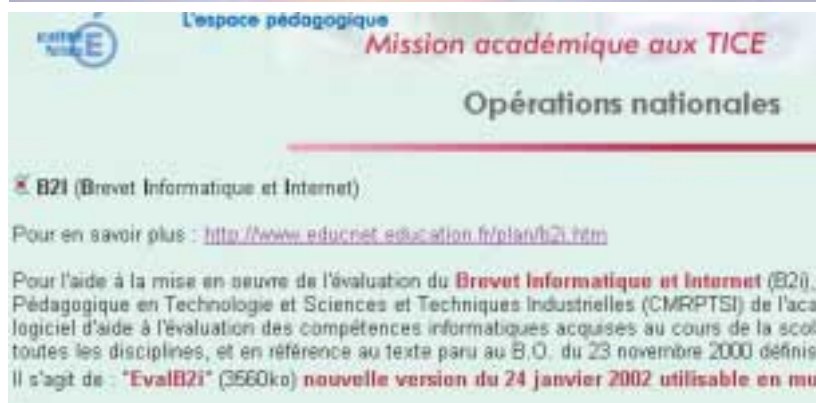 L'espace pédagogique
Mission académique aux TICE
Opérations nationales
B2I (Brevet Informatique et Internet)
Pour en savoir plus : http://www.educnet.education.fr/plan/b2i.htm
Pour l'aide à la mise en oeuvre de l'évaluation du Brevet Informatique et Internet (B2i),
Pédagogique en Technologie et Sciences et Techniques Industrielles (CMRPTSI) de l'aca
logiciel d'aide à l'évaluation des compétences informatiques acquises au cours de la scol
toutes les disciplines, et en référence au texte paru au B.O. du 23 novembre 2000 définis
Il s'agit de : "EvalB2i" (3560ko) nouvelle version du 24 janvier 2002 utilisable en mu